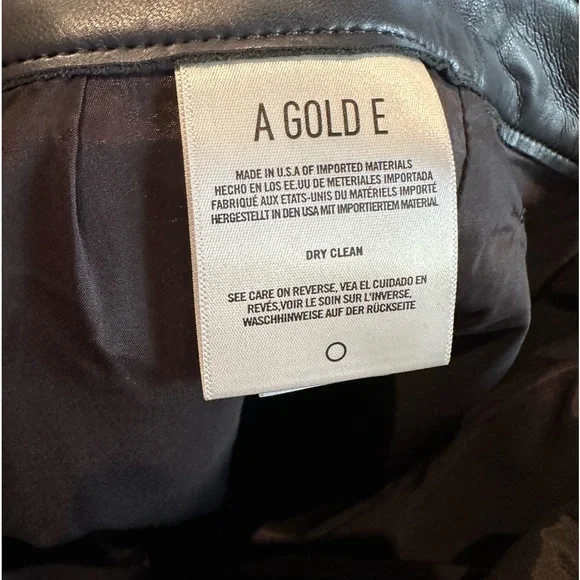 A GOLD E
MADE IN U.S.A OF IMPORTED MATERIALS
HECHO EN LOS EE.UU DE METERIALES IMPORTADA
FABRIQUÉ AUX ETATS-UNIS DU MATÉRIELS IMPORTÉ
HERGESTELLT IN DEN USA MIT IMPORTIERTEM MATERIAL
DRY CLEAN
SEE CARE ON REVERSE, VEA EL CUIDADO EN
REVÉS,VOIR LE SOIN SUR L'INVERSE,
WASCHHINWEISE AUF DER RÜCKSEITE